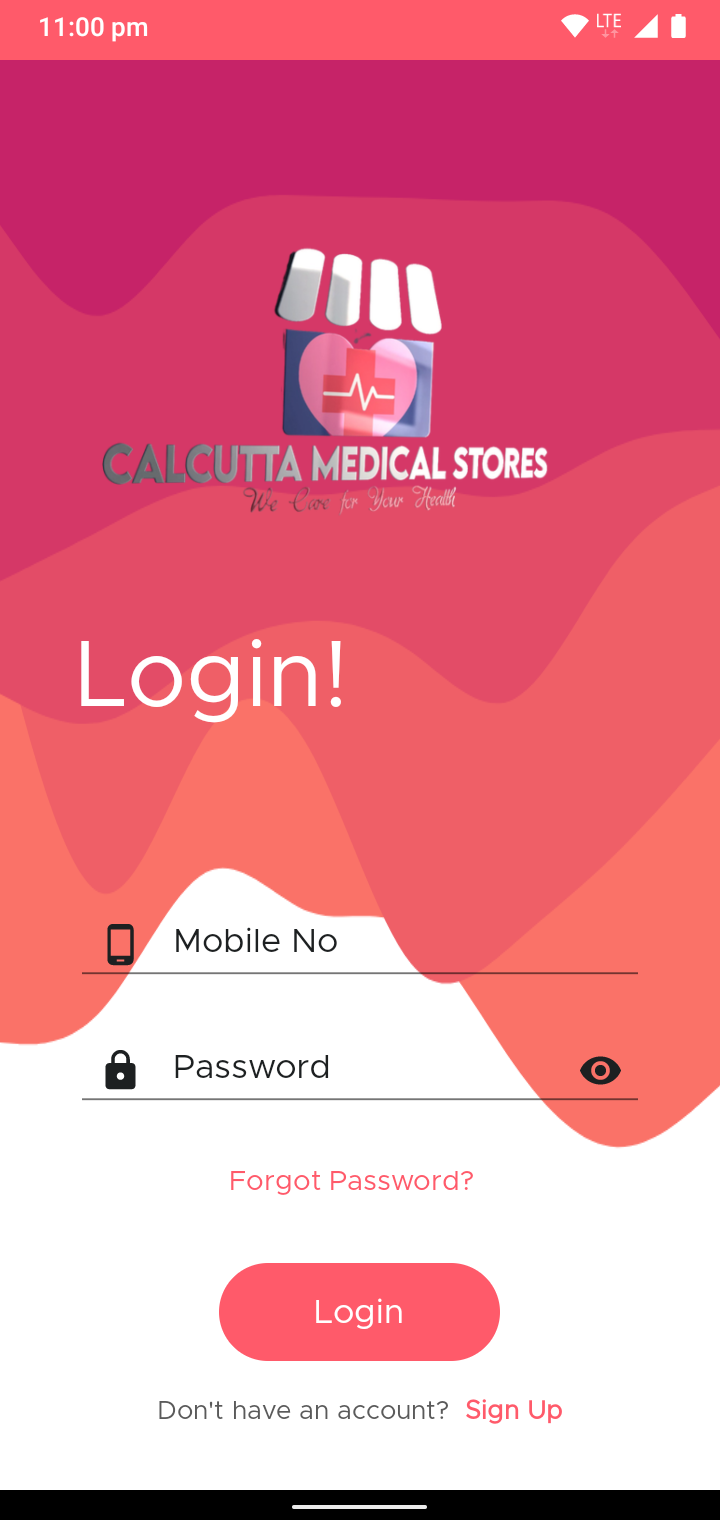 11:00 pm LTE
CALCUTTA MEDICAL STORES
We Care for Your Health
Login!
Mobile No
Password
Forgot Password?
Login
Don't have an account? Sign Up